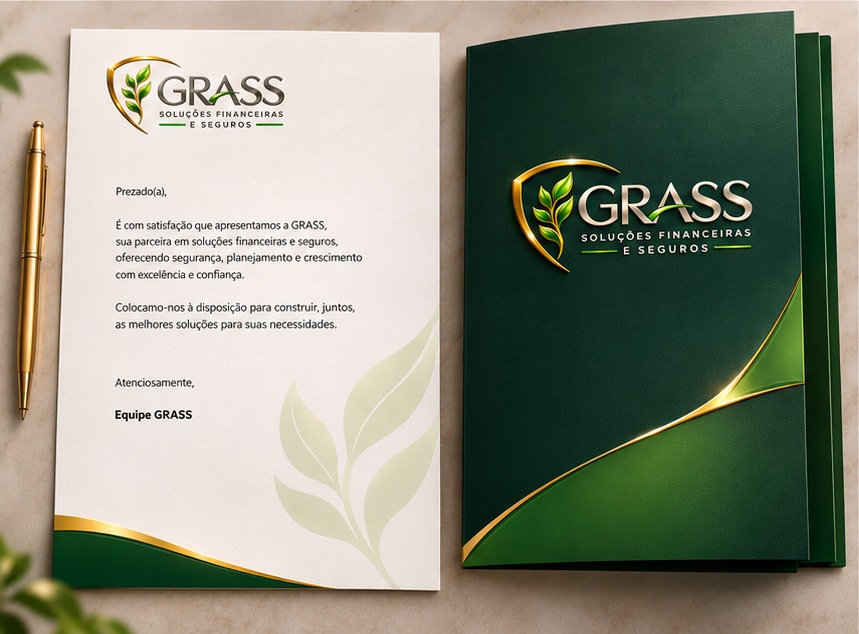 GRASS
SOLUÇÕES FINANCEIRAS
E SEGUROS
Prezado(a),
É com satisfação que apresentamos a GRASS,
sua parceira em soluções financeiras e seguros,
oferecendo segurança, planejamento e crescimento
com excelência e confiança.
Colocamo-nos à disposição para construir, juntos,
as melhores soluções para suas necessidades.
Atenciosamente,
Equipe GRASS
GRASS
SOLUÇÕES FINANCEIRAS
E SEGUROS